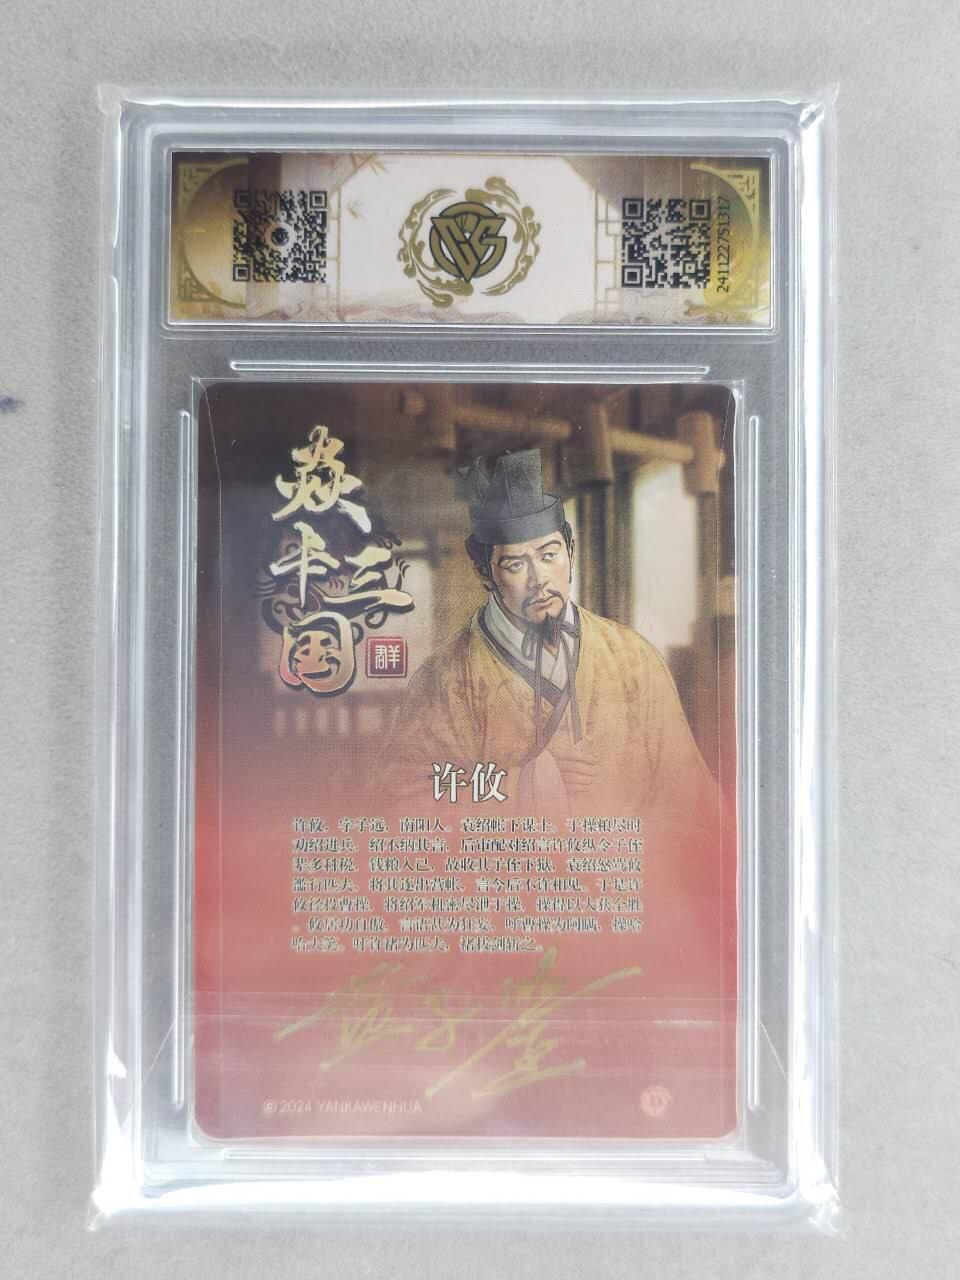 241122751317
焱卡三国
群
许攸
许攸，字子远，南阳人。袁绍帐下谋士。于操粮尽时
劝绍进兵，绍不纳其言，后审配对绍言许攸纵令子侄
辈多科税，钱粮入己，故收其子侄下狱，袁绍怒骂攸
滥行匹夫，将其逐出营帐，言今后不许相见。于是许
攸径投曹操，将绍军机密尽泄于操，操得以大获全胜
。攸居功自傲，言语甚为狂妄，呼曹操为阿瞒，操哈
哈大笑。呼许褚为匹夫，褚拔剑斩之。
© 2024 YANKAWENHUA